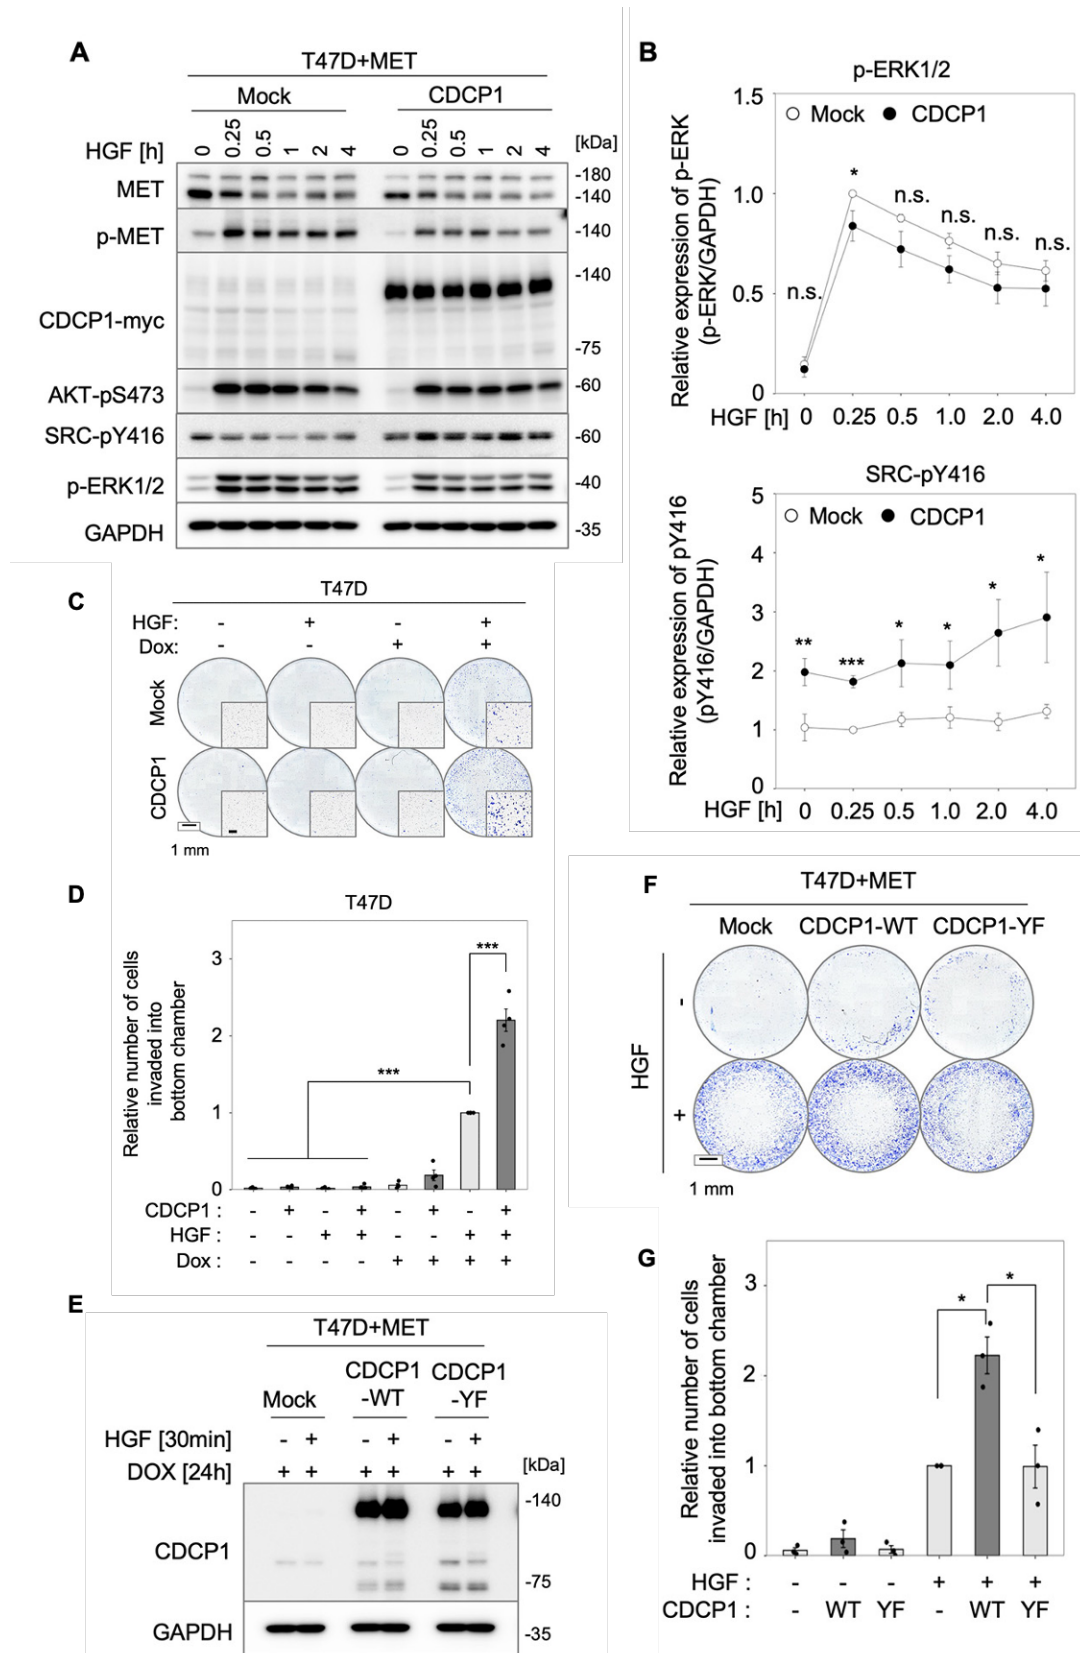 A
T47D+MET
Mock CDCP1
HGF [h] 0 0.25 0.5 1 2 4 0 0.25 0.5 1 2 4 [kDa]
MET -180
-140
p-MET -140
CDCP1-myc -140
-75
AKT-pS473 -60
SRC-pY416 -60
p-ERK1/2 -40
GAPDH -35
B
p-ERK1/2
Relative expression of p-ERK
(p-ERK/GAPDH)
1.5
1.0
0.5
0
Mock CDCP1
n.s. * n.s. n.s. n.s. n.s.
HGF [h] 0 0.25 0.5 1.0 2.0 4.0
SRC-pY416
Relative expression of pY416
(pY416/GAPDH)
5
4
3
2
1
0
Mock CDCP1
** *** * * * *
HGF [h] 0 0.25 0.5 1.0 2.0 4.0
C
T47D
HGF: - + - +
Dox: - - + +
Mock
CDCP1
1 mm
D
T47D
Relative number of cells
invaded into
bottom chamber
3
2
1
0
***
***
CDCP1 : - + - + - + - +
HGF : - - + + - - + +
Dox : - - - - + + + +
E
T47D+MET
Mock CDCP1
-WT CDCP1
-YF
HGF [30min] - + - + - +
DOX [24h] + + + + + + [kDa]
CDCP1 -140
-75
GAPDH -35
F
T47D+MET
Mock CDCP1-WT CDCP1-YF
HGF
-
+
1 mm
G
Relative number of cells
invaded into bottom chamber
3
2
1
0
*
*
HGF : - - - + + +
CDCP1 : - WT YF - WT YF